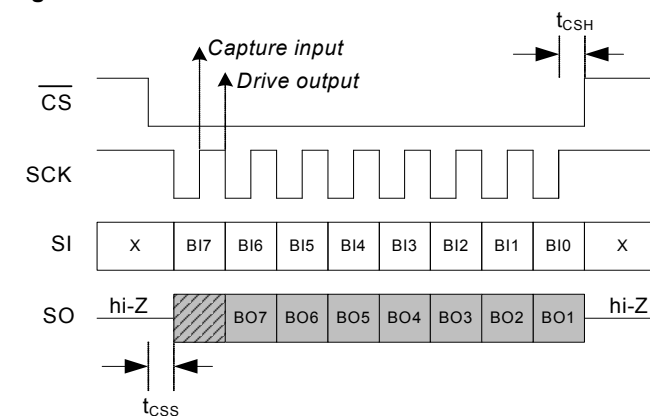 g
tCSH
Capture input
Drive output
CS
SCK
SI X BI7 BI6 BI5 BI4 BI3 BI2 BI1 BI0 X
SO hi-Z BO7 BO6 BO5 BO4 BO3 BO2 BO1 hi-Z
tCSS